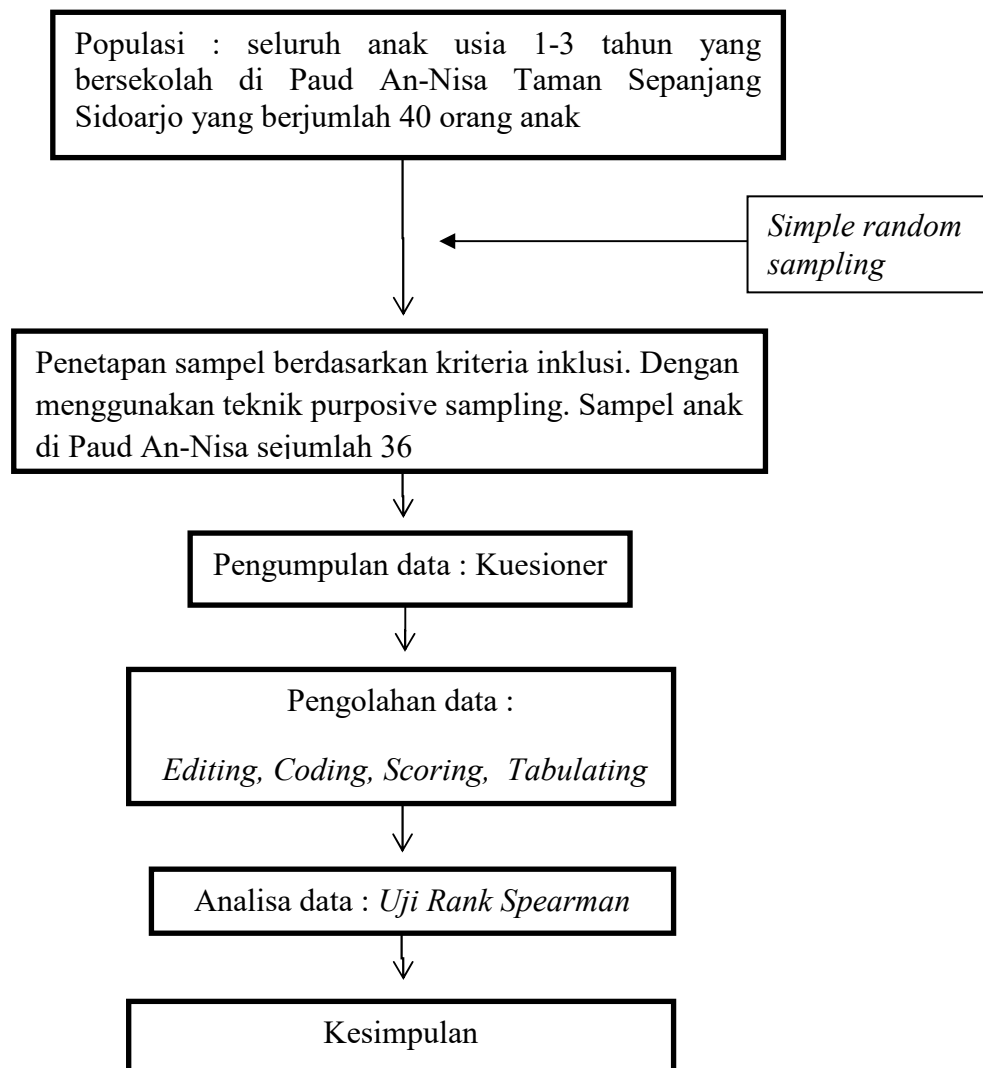 Populasi : seluruh anak usia 1-3 tahun yang
bersekolah di Paud An-Nisa Taman Sepanjang
Sidoarjo yang berjumlah 40 orang anak
Simple random
sampling
Penetapan sampel berdasarkan kriteria inklusi. Dengan
menggunakan teknik purposive sampling. Sampel anak
di Paud An-Nisa sejumlah 36
Pengumpulan data : Kuesioner
Pengolahan data :
Editing, Coding, Scoring, Tabulating
Analisa data : Uji Rank Spearman
Kesimpulan